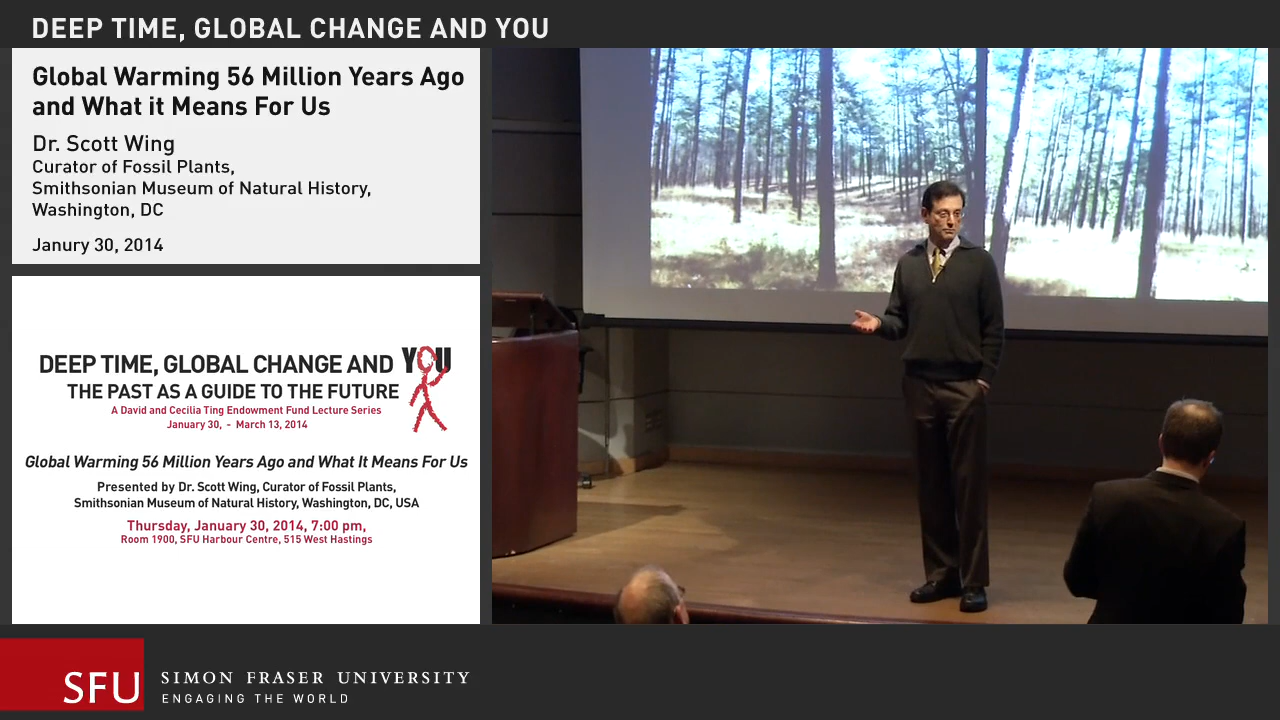 DEEP TIME, GLOBAL CHANGE AND YOU
Global Warming 56 Million Years Ago
and What it Means For Us
Dr. Scott Wing
Curator of Fossil Plants,
Smithsonian Museum of Natural History,
Washington, DC
Janury 30, 2014
DEEP TIME, GLOBAL CHANGE AND YOU
THE PAST AS A GUIDE TO THE FUTURE
A David and Cecilia Ting Endowment Fund Lecture Series
January 30, - March 13, 2014
Global Warming 56 Million Years Ago and What It Means For Us
Presented by Dr. Scott Wing, Curator of Fossil Plants,
Smithsonian Museum of Natural History, Washington, DC, USA
Thursday, January 30, 2014, 7:00 pm,
Room 1900, SFU Harbour Centre, 515 West Hastings
SFU
SIMON FRASER UNIVERSITY
ENGAGING THE WORLD